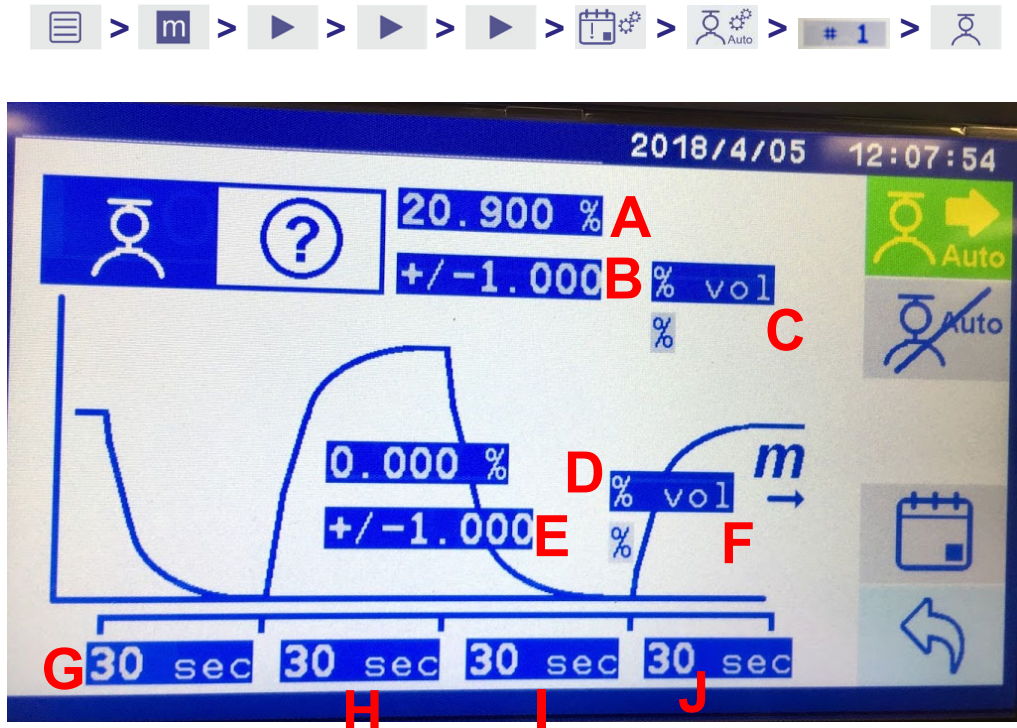 > m > > > > Auto > # 1 >
2018/4/05 12:07:54
20.900 % A
+/-1.000 B % vol
% C
Auto
Auto
?
0.000 % D % vol
+/-1.000 E % F
m
G 30 sec 30 sec 30 sec 30 sec
H I J